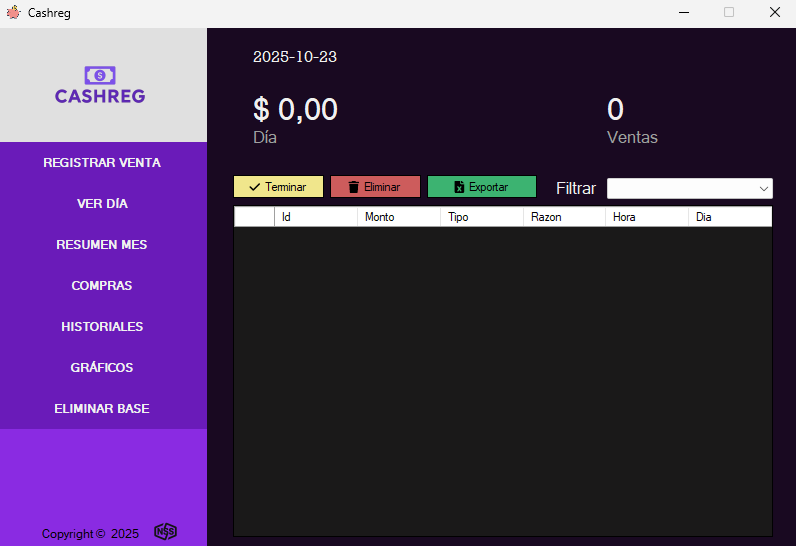 Cashreg
CASHREG
REGISTRAR VENTA
VER DÍA
RESUMEN MES
COMPRAS
HISTORIALES
GRÁFICOS
ELIMINAR BASE
Copyright © 2025
NSS
2025-10-23
$ 0,00
Día
0
Ventas
Terminar Eliminar Exportar Filtrar
Id Monto Tipo Razon Hora Dia